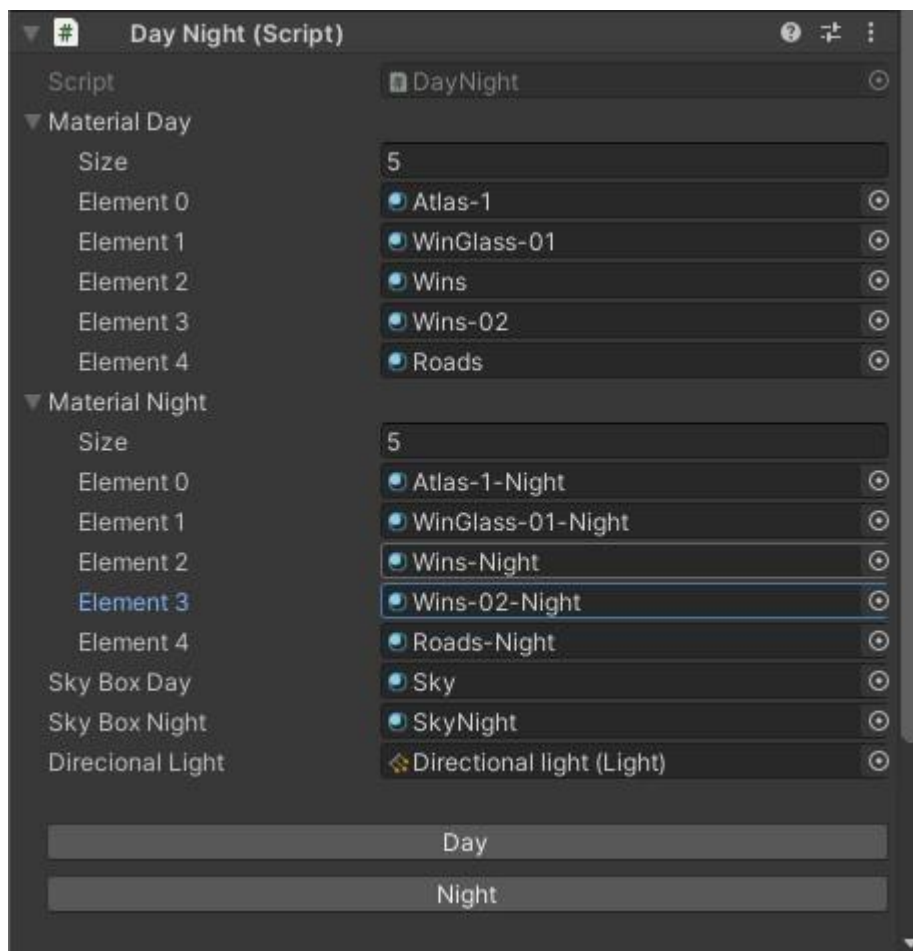 # Day Night (Script)
Script DayNight
Material Day
Size 5
Element 0 Atlas-1
Element 1 WinGlass-01
Element 2 Wins
Element 3 Wins-02
Element 4 Roads
Material Night
Size 5
Element 0 Atlas-1-Night
Element 1 WinGlass-01-Night
Element 2 Wins-Night
Element 3 Wins-02-Night
Element 4 Roads-Night
Sky Box Day Sky
Sky Box Night SkyNight
Direcional Light Directional light (Light)
Day
Night